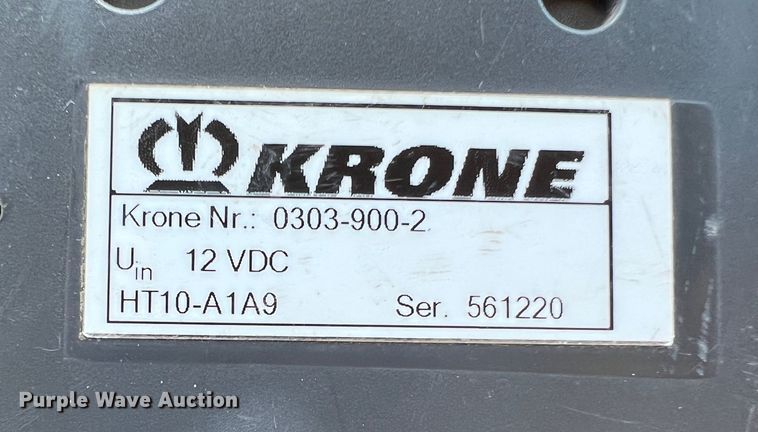 KRONE
Krone Nr.: 0303-900-2
Uin 12 VDC
HT10-A1A9 Ser. 561220
Purple Wave Auction